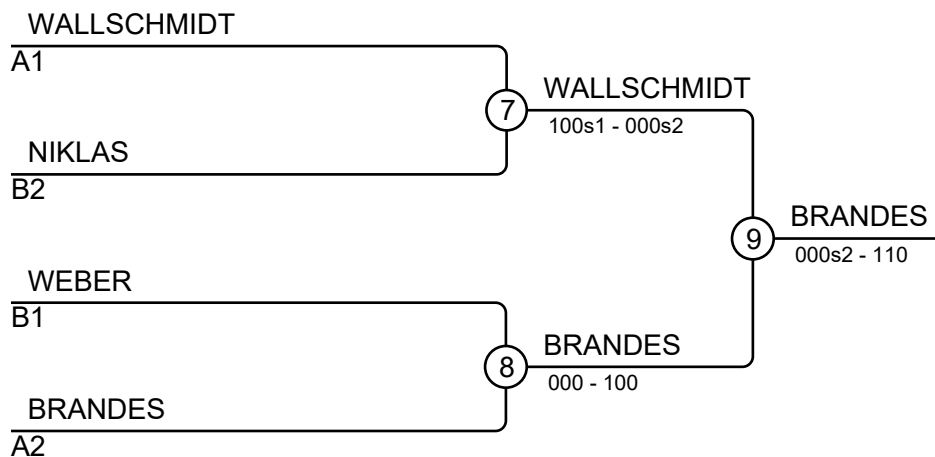 WALLSCHMIDT
A1
7
WALLSCHMIDT
100s1 - 000s2
NIKLAS
B2
9
BRANDES
000s2 - 110
WEBER
B1
8
BRANDES
000 - 100
BRANDES
A2